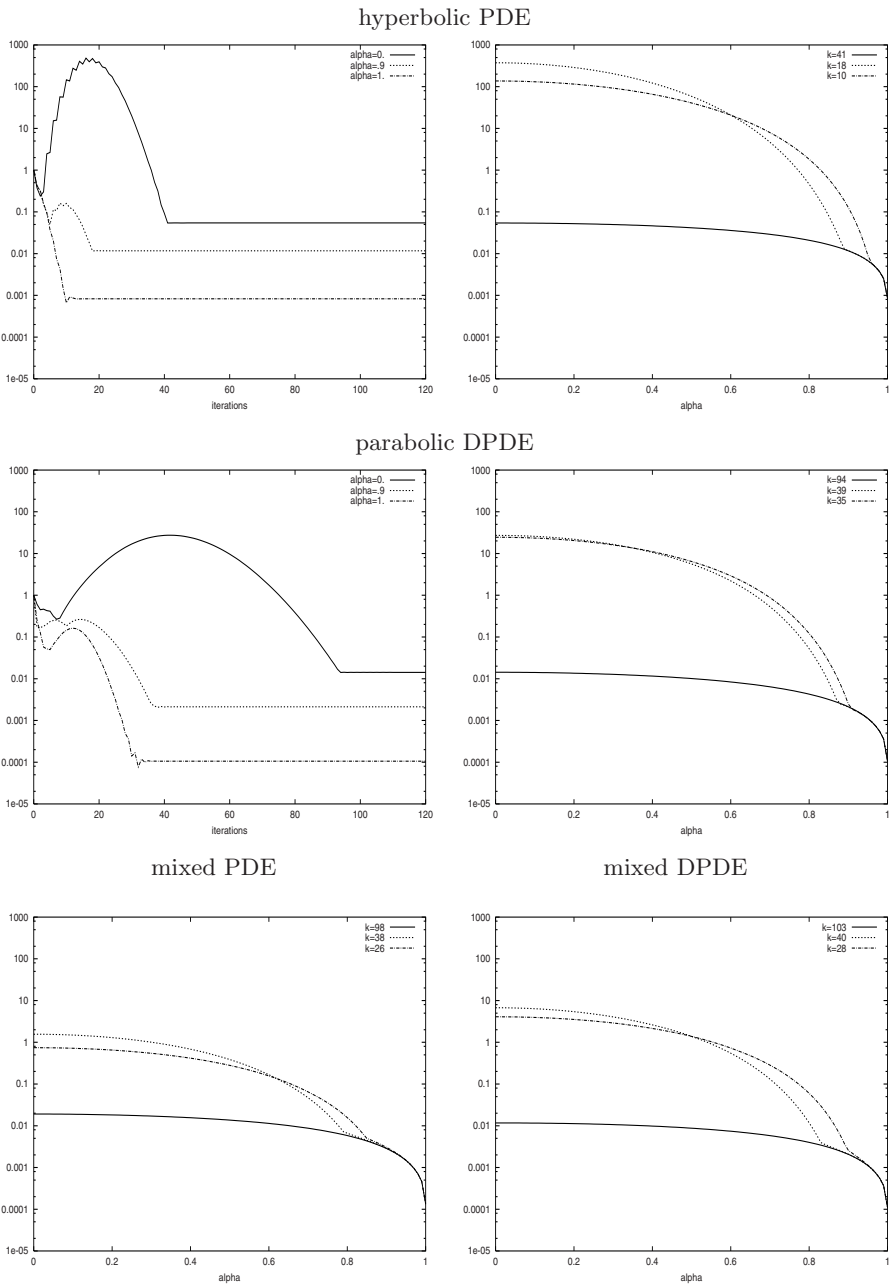 hyperbolic PDE
1000
100
10
1
0.1
0.01
0.001
0.0001
1e-05
0 20 40 60 80 100 120
iterations
alpha=0.
alpha=.9
alpha=1.
1000
100
10
1
0.1
0.01
0.001
0.0001
1e-05
0 0.2 0.4 0.6 0.8 1
alpha
k=41
k=18
k=10
parabolic DPDE
1000
100
10
1
0.1
0.01
0.001
0.0001
1e-05
0 20 40 60 80 100 120
iterations
alpha=0.
alpha=.9
alpha=1.
1000
100
10
1
0.1
0.01
0.001
0.0001
1e-05
0 0.2 0.4 0.6 0.8 1
alpha
k=94
k=39
k=35
mixed PDE
1000
100
10
1
0.1
0.01
0.001
0.0001
1e-05
0 0.2 0.4 0.6 0.8 1
alpha
k=98
k=38
k=26
mixed DPDE
1000
100
10
1
0.1
0.01
0.001
0.0001
1e-05
0 0.2 0.4 0.6 0.8 1
alpha
k=103
k=40
k=28